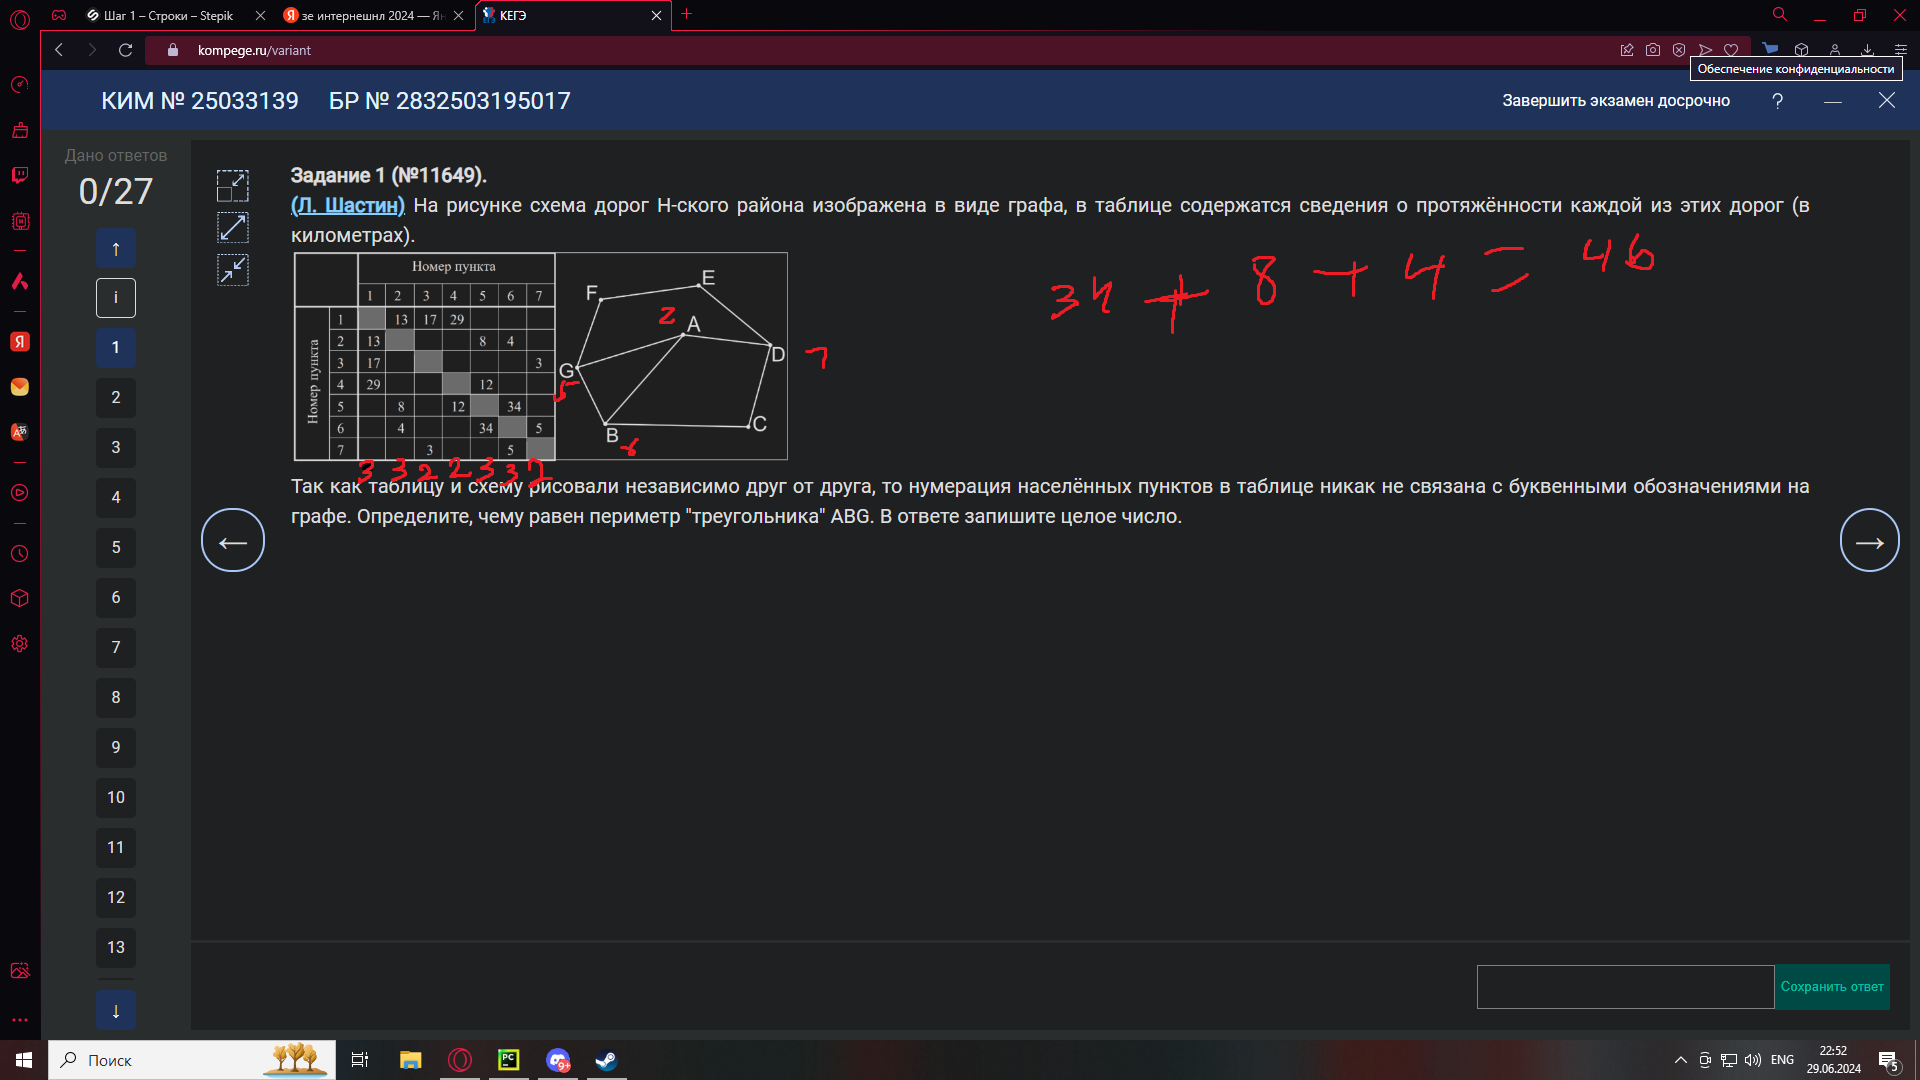 Шаг 1 – Строки – Stepik
зе интернешнл 2024 — Ян
КЕГЭ
kompege.ru/variant
Обеспечение конфиденциальности
КИМ № 25033139 БР № 2832503195017
Завершить экзамен досрочно ?
Дано ответов
0/27
↑
i
1
2
3
4
5
6
7
8
9
10
11
12
13
↓
Задание 1 (№11649).
(Л. Шастин) На рисунке схема дорог Н-ского района изображена в виде графа, в таблице содержатся сведения о протяжённости каждой из этих дорог (в
километрах).
Номер пункта
1 2 3 4 5 6 7
Номер пункта
1 13 17 29
2 13 8 4
3 17 3
4 29 12
5 8 12 34
6 4 34 5
7 3 5
3 3 2 2 3 3 2
F E
2 A
G D 7
5
B C
6
34 + 8 + 4 = 46
Так как таблицу и схему рисовали независимо друг от друга, то нумерация населённых пунктов в таблице никак не связана с буквенными обозначениями на
графе. Определите, чему равен периметр "треугольника" ABG. В ответе запишите целое число.
← →
Сохранить ответ
Поиск
PC
9+
ENG
22:52
29.06.2024
5